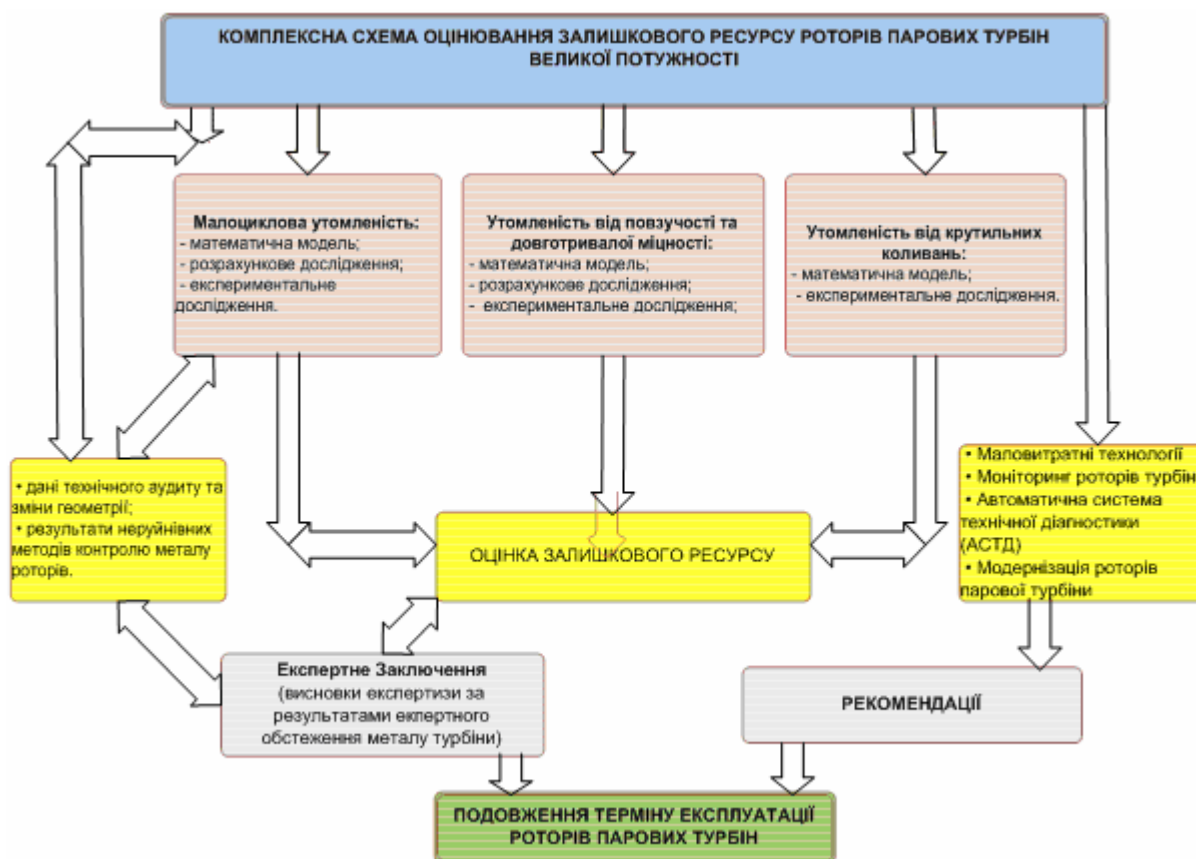 КОМПЛЕКСНА СХЕМА ОЦІНЮВАННЯ ЗАЛИШКОВОГО РЕСУРСУ РОТОРІВ ПАРОВИХ ТУРБІН
ВЕЛИКОЇ ПОТУЖНОСТІ
Малоциклова утомленість:
- математична модель;
- розрахункове дослідження;
- експериментальне
дослідження.
Утомленість від повзучості та
довготривалої міцності:
- математична модель;
- розрахункове дослідження;
- експериментальне дослідження;
Утомленість від крутильних
коливань:
- математична модель;
- експериментальне дослідження.
• дані технічного аудиту та
зміни геометрії;
• результати неруйнівних
методів контролю металу
роторів.
ОЦІНКА ЗАЛИШКОВОГО РЕСУРСУ
• Маловитратні технології
• Моніторинг роторів турбін
• Автоматична система
технічної діагностики
(АСТД)
• Модернізація роторів
парової турбіни
Експертне Заключення
(висновки експертизи за
результатами експертного
обстеження металу турбіни)
РЕКОМЕНДАЦІЇ
ПОДОВЖЕННЯ ТЕРМІНУ ЕКСПЛУАТАЦІЇ
РОТОРІВ ПАРОВИХ ТУРБІН